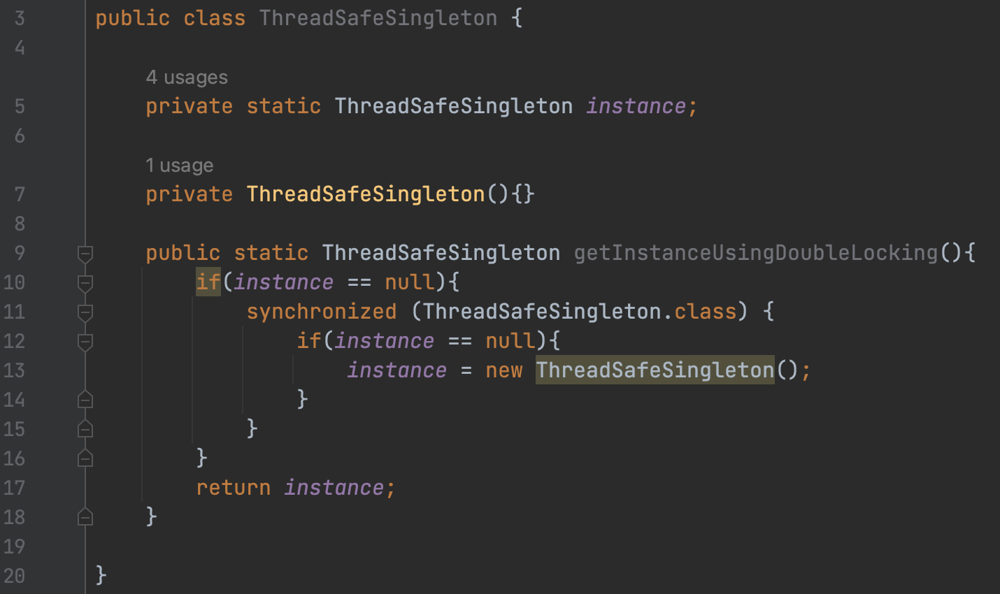 3 public class ThreadSafeSingleton {
4
4 usages
5 private static ThreadSafeSingleton instance;
6
1 usage
7 private ThreadSafeSingleton(){}
8
9 public static ThreadSafeSingleton getInstanceUsingDoubleLocking(){
10 if(instance == null){
11 synchronized (ThreadSafeSingleton.class) {
12 if(instance == null){
13 instance = new ThreadSafeSingleton();
14 }
15 }
16 }
17 return instance;
18 }
19
20 }